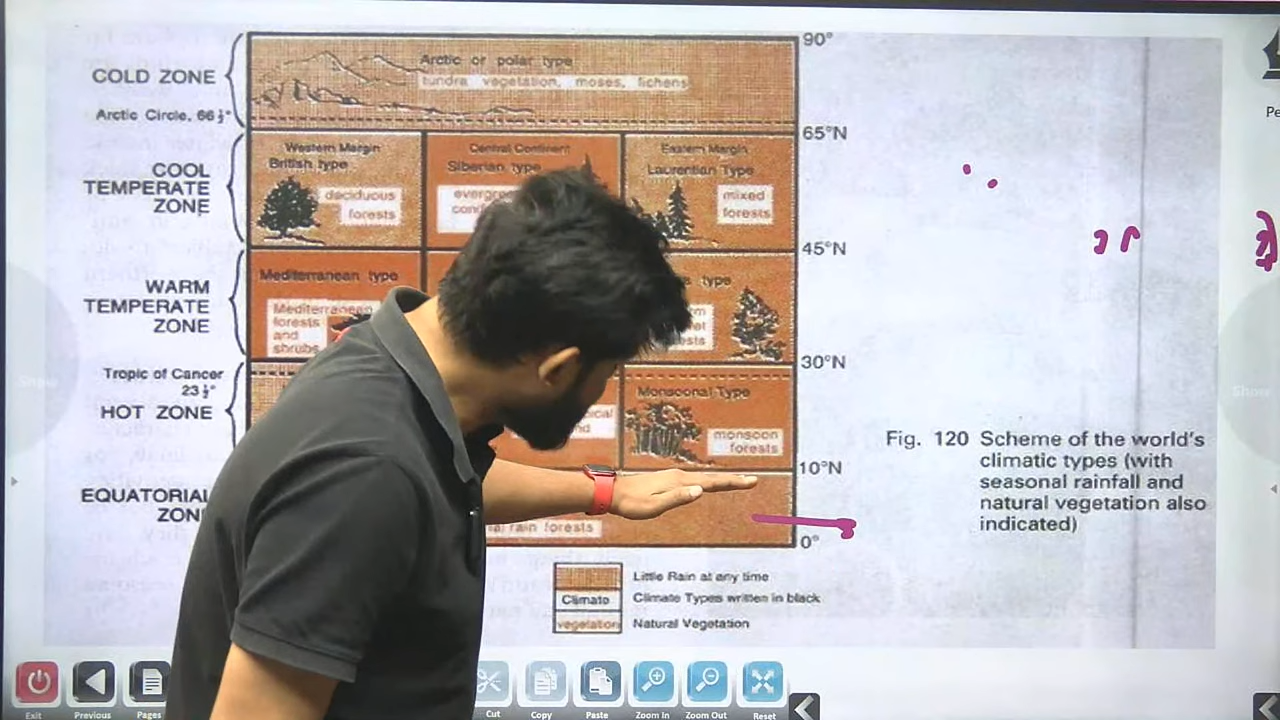 90°
Arctic or polar type
COLD ZONE
tundra vegetation, moses, lichens
Arctic Circle, 66½°
65°N
Western Margin
British type
Central Continent
Siberian type
Eastern Margin
Laurentian Type
COOL
TEMPERATE
ZONE
deciduous
forests
mixed
forests
45°N
Mediterranean type
type
WARM
TEMPERATE
ZONE
Mediterranean
forests
and
shrubs
30°N
Tropic of Cancer
23½°
Monsoonal Type
HOT ZONE
monsoon
forests
10°N
EQUATORIAL
rain forests
0°
Fig. 120 Scheme of the world's
climatic types (with
seasonal rainfall and
natural vegetation also
indicated)
Little Rain at any time
Climate
Climate Types written in black
vegetation
Natural Vegetation
Show
Show
Exit
Previous
Pages
Cut
Copy
Paste
Zoom In
Zoom Out
Reset